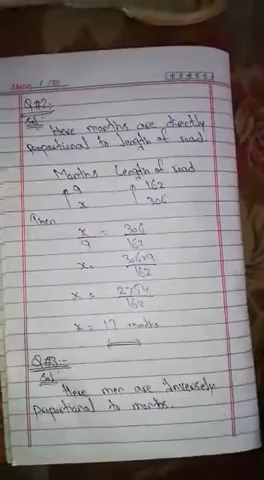 Q#2:-
Sol:
Here months are directly
proportional to length of road.
Months Length of road
↑ 9 ↑ 162
x 306
Then
x/9 = 306/162
x = 306×9/162
x = 2754/162
x = 17 months
Q#3:-
Sol:
Here men are Inversely
proportional to months.